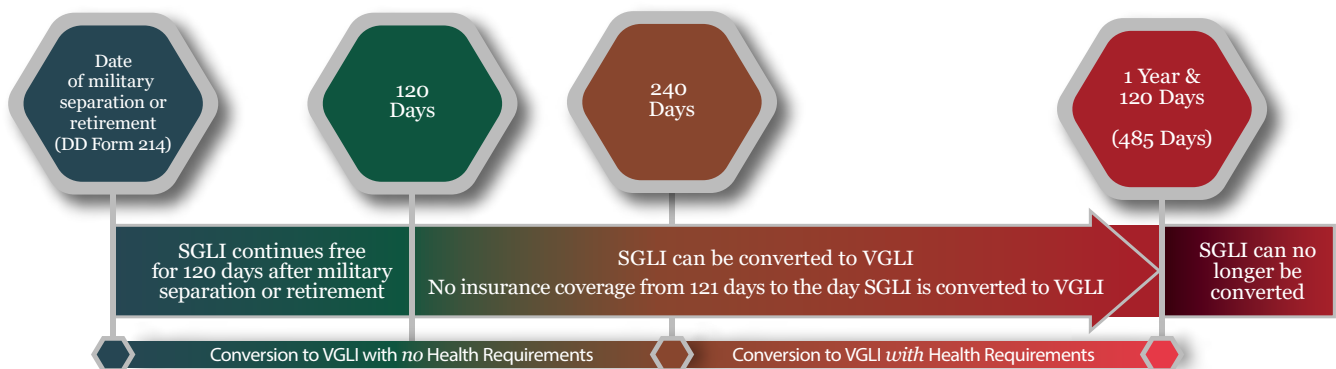 Date
of military
separation or
retirement
(DD Form 214)
120
Days
240
Days
1 Year &
120 Days
(485 Days)
SGLI continues free
for 120 days after military
separation or retirement
SGLI can be converted to VGLI
No insurance coverage from 121 days to the day SGLI is converted to VGLI
SGLI can no
longer be
converted
Conversion to VGLI with no Health Requirements
Conversion to VGLI with Health Requirements